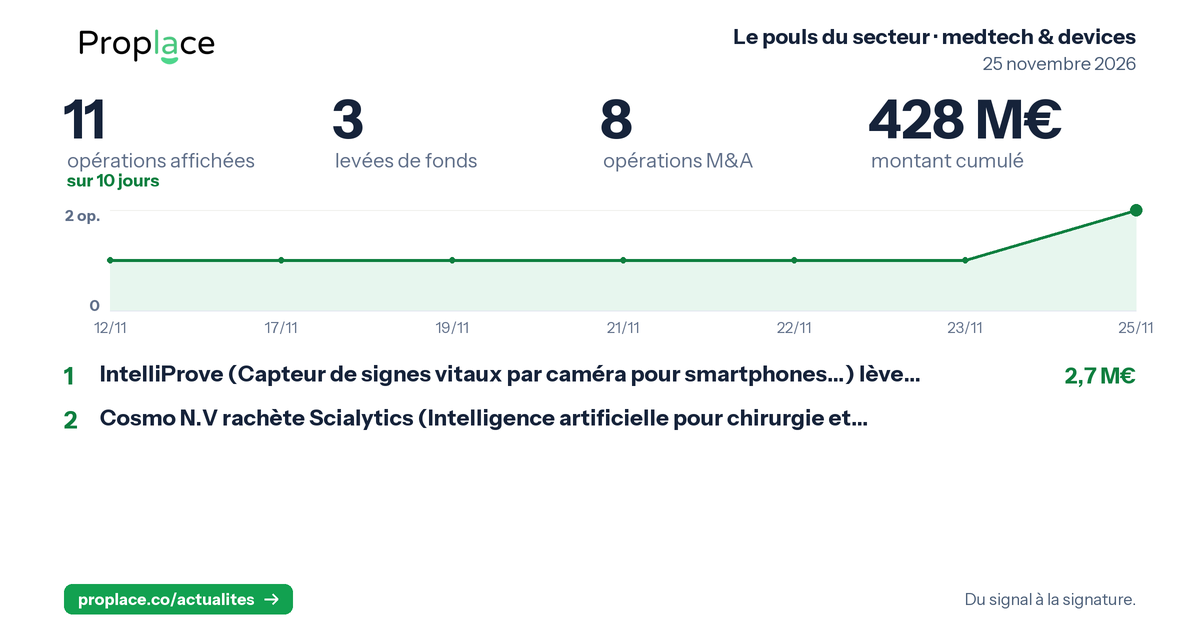 Proplace
Le pouls du secteur · medtech & devices
25 novembre 2026
11
opérations affichées
sur 10 jours
3
levées de fonds
8
opérations M&A
428 M€
montant cumulé
2 op.
0
12/11
17/11
19/11
21/11
22/11
23/11
25/11
1 IntelliProve (Capteur de signes vitaux par caméra pour smartphones...) lève... 2,7 M€
2 Cosmo N.V rachète Scialytics (Intelligence artificielle pour chirurgie et...
proplace.co/actualites →
Du signal à la signature.